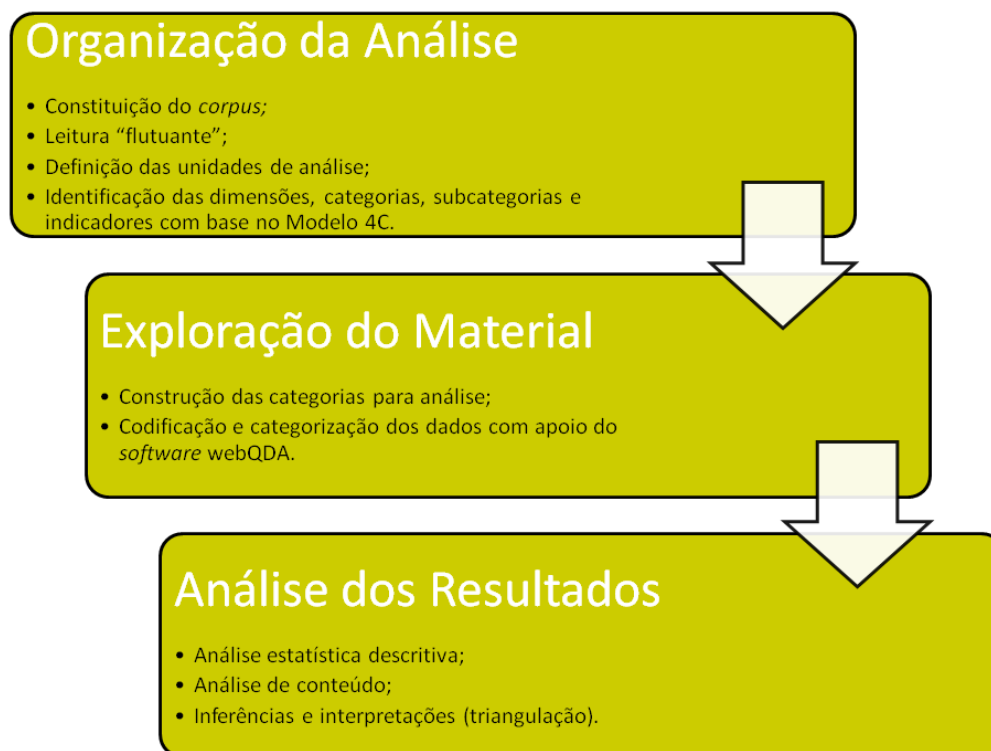 Organização da Análise
• Constituição do corpus;
• Leitura “flutuante”;
• Definição das unidades de análise;
• Identificação das dimensões, categorias, subcategorias e
indicadores com base no Modelo 4C.
Exploração do Material
• Construção das categorias para análise;
• Codificação e categorização dos dados com apoio do
software webQDA.
Análise dos Resultados
• Análise estatística descritiva;
• Análise de conteúdo;
• Inferências e interpretações (triangulação).